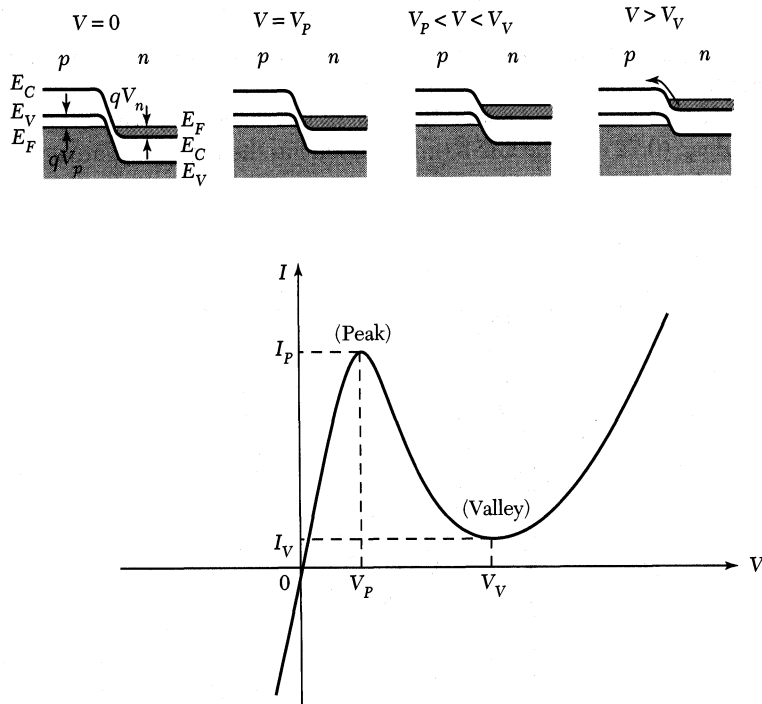 V = 0
V = V_P
V_P < V < V_V
V > V_V
p n
p n
p n
p n
E_C
qV_n
E_V
E_F
E_F
qV_p
E_C
E_V
I
(Peak)
I_P
(Valley)
I_V
0
V_P
V_V
V